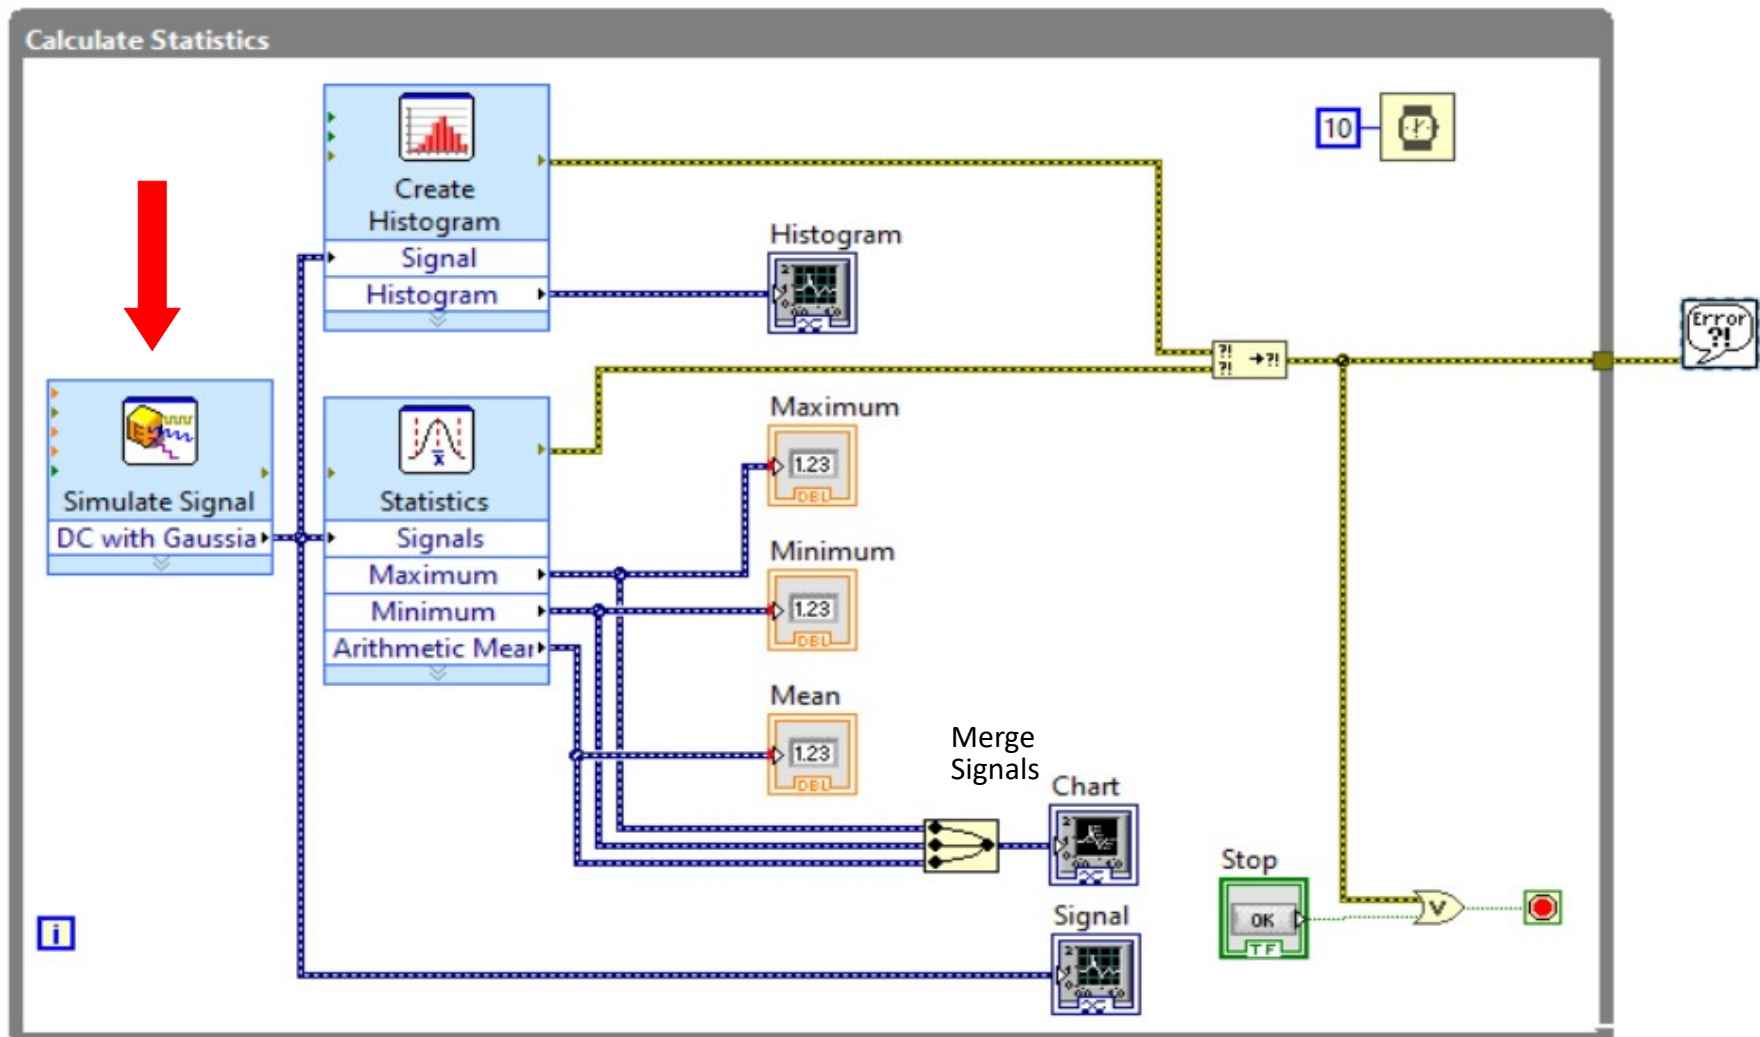 Calculate Statistics
Create
Histogram
Signal
Histogram
10
Histogram
Error
?!
?!
?!
→?!
Simulate Signal
DC with Gaussia
Statistics
Signals
Maximum
Minimum
Arithmetic Mear
Maximum
1.23
DBL
Minimum
1.23
DBL
Mean
1.23
DBL
Merge
Signals
Chart
Signal
Stop
OK
TF
V
i